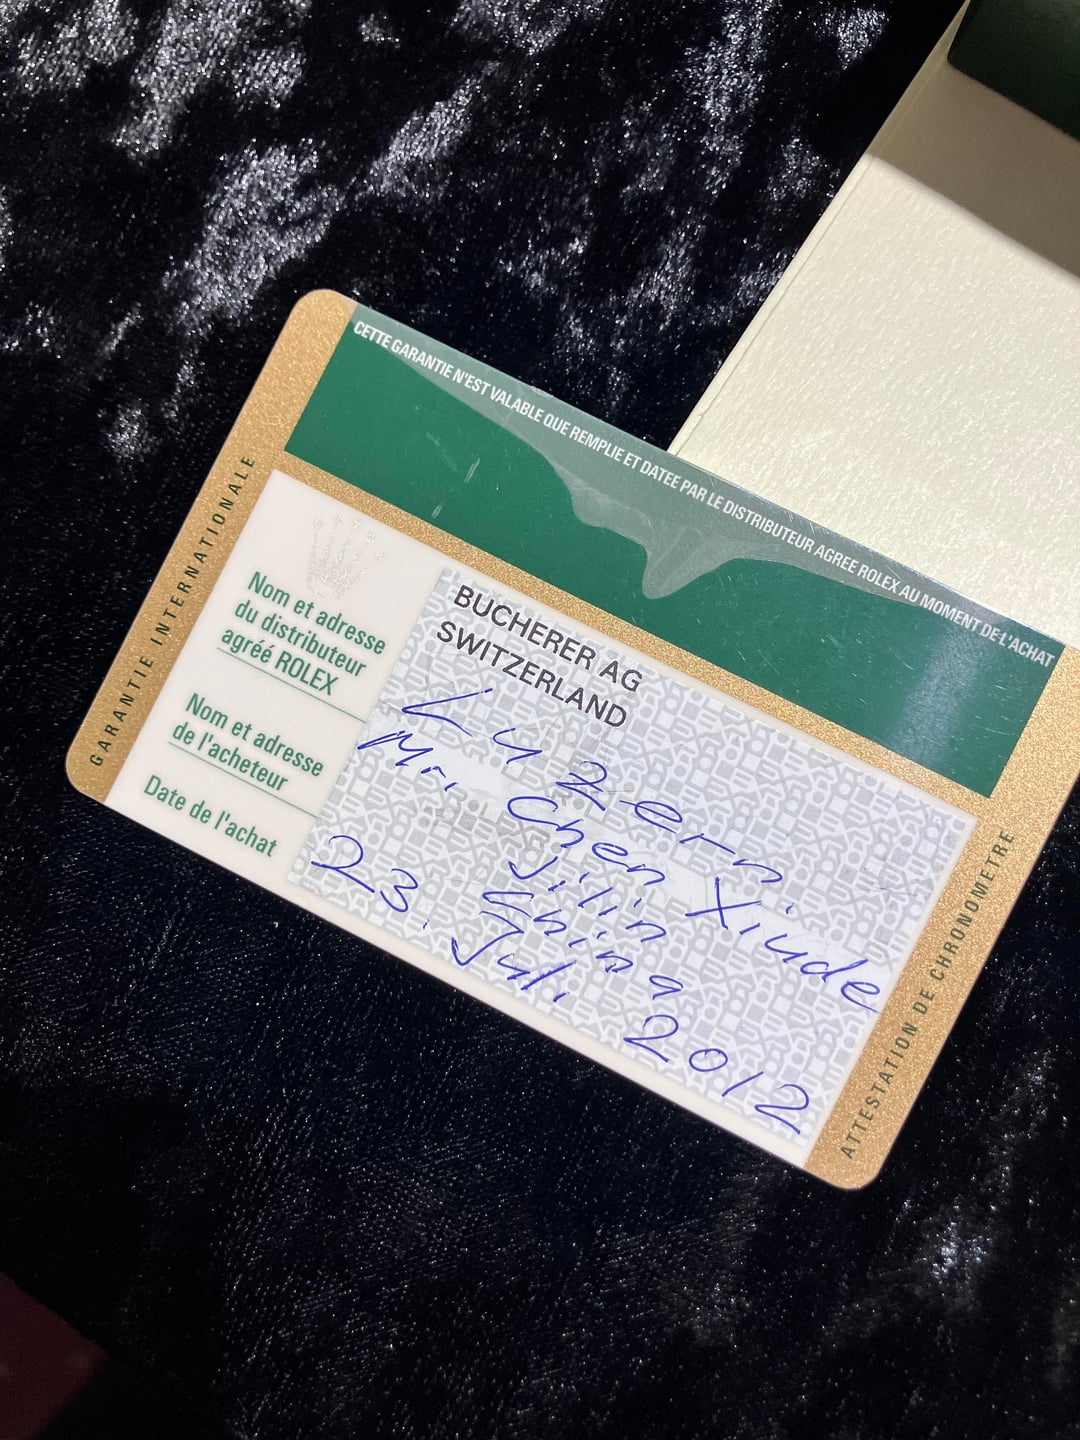 CETTE GARANTIE N'EST VALABLE QUE REMPLIE ET DATEE PAR LE DISTRIBUTEUR AGREE ROLEX AU MOMENT DE L'ACHAT
GARANTIE INTERNATIONALE
Nom et adresse
du distributeur
agréé ROLEX
BUCHERER AG
SWITZERLAND
Luzern
Nom et adresse
de l'acheteur
Mr. Chen Xiude
Jilin
China
Date de l'achat
23. Juli 2012
ATTESTATION DE CHRONOMETRE